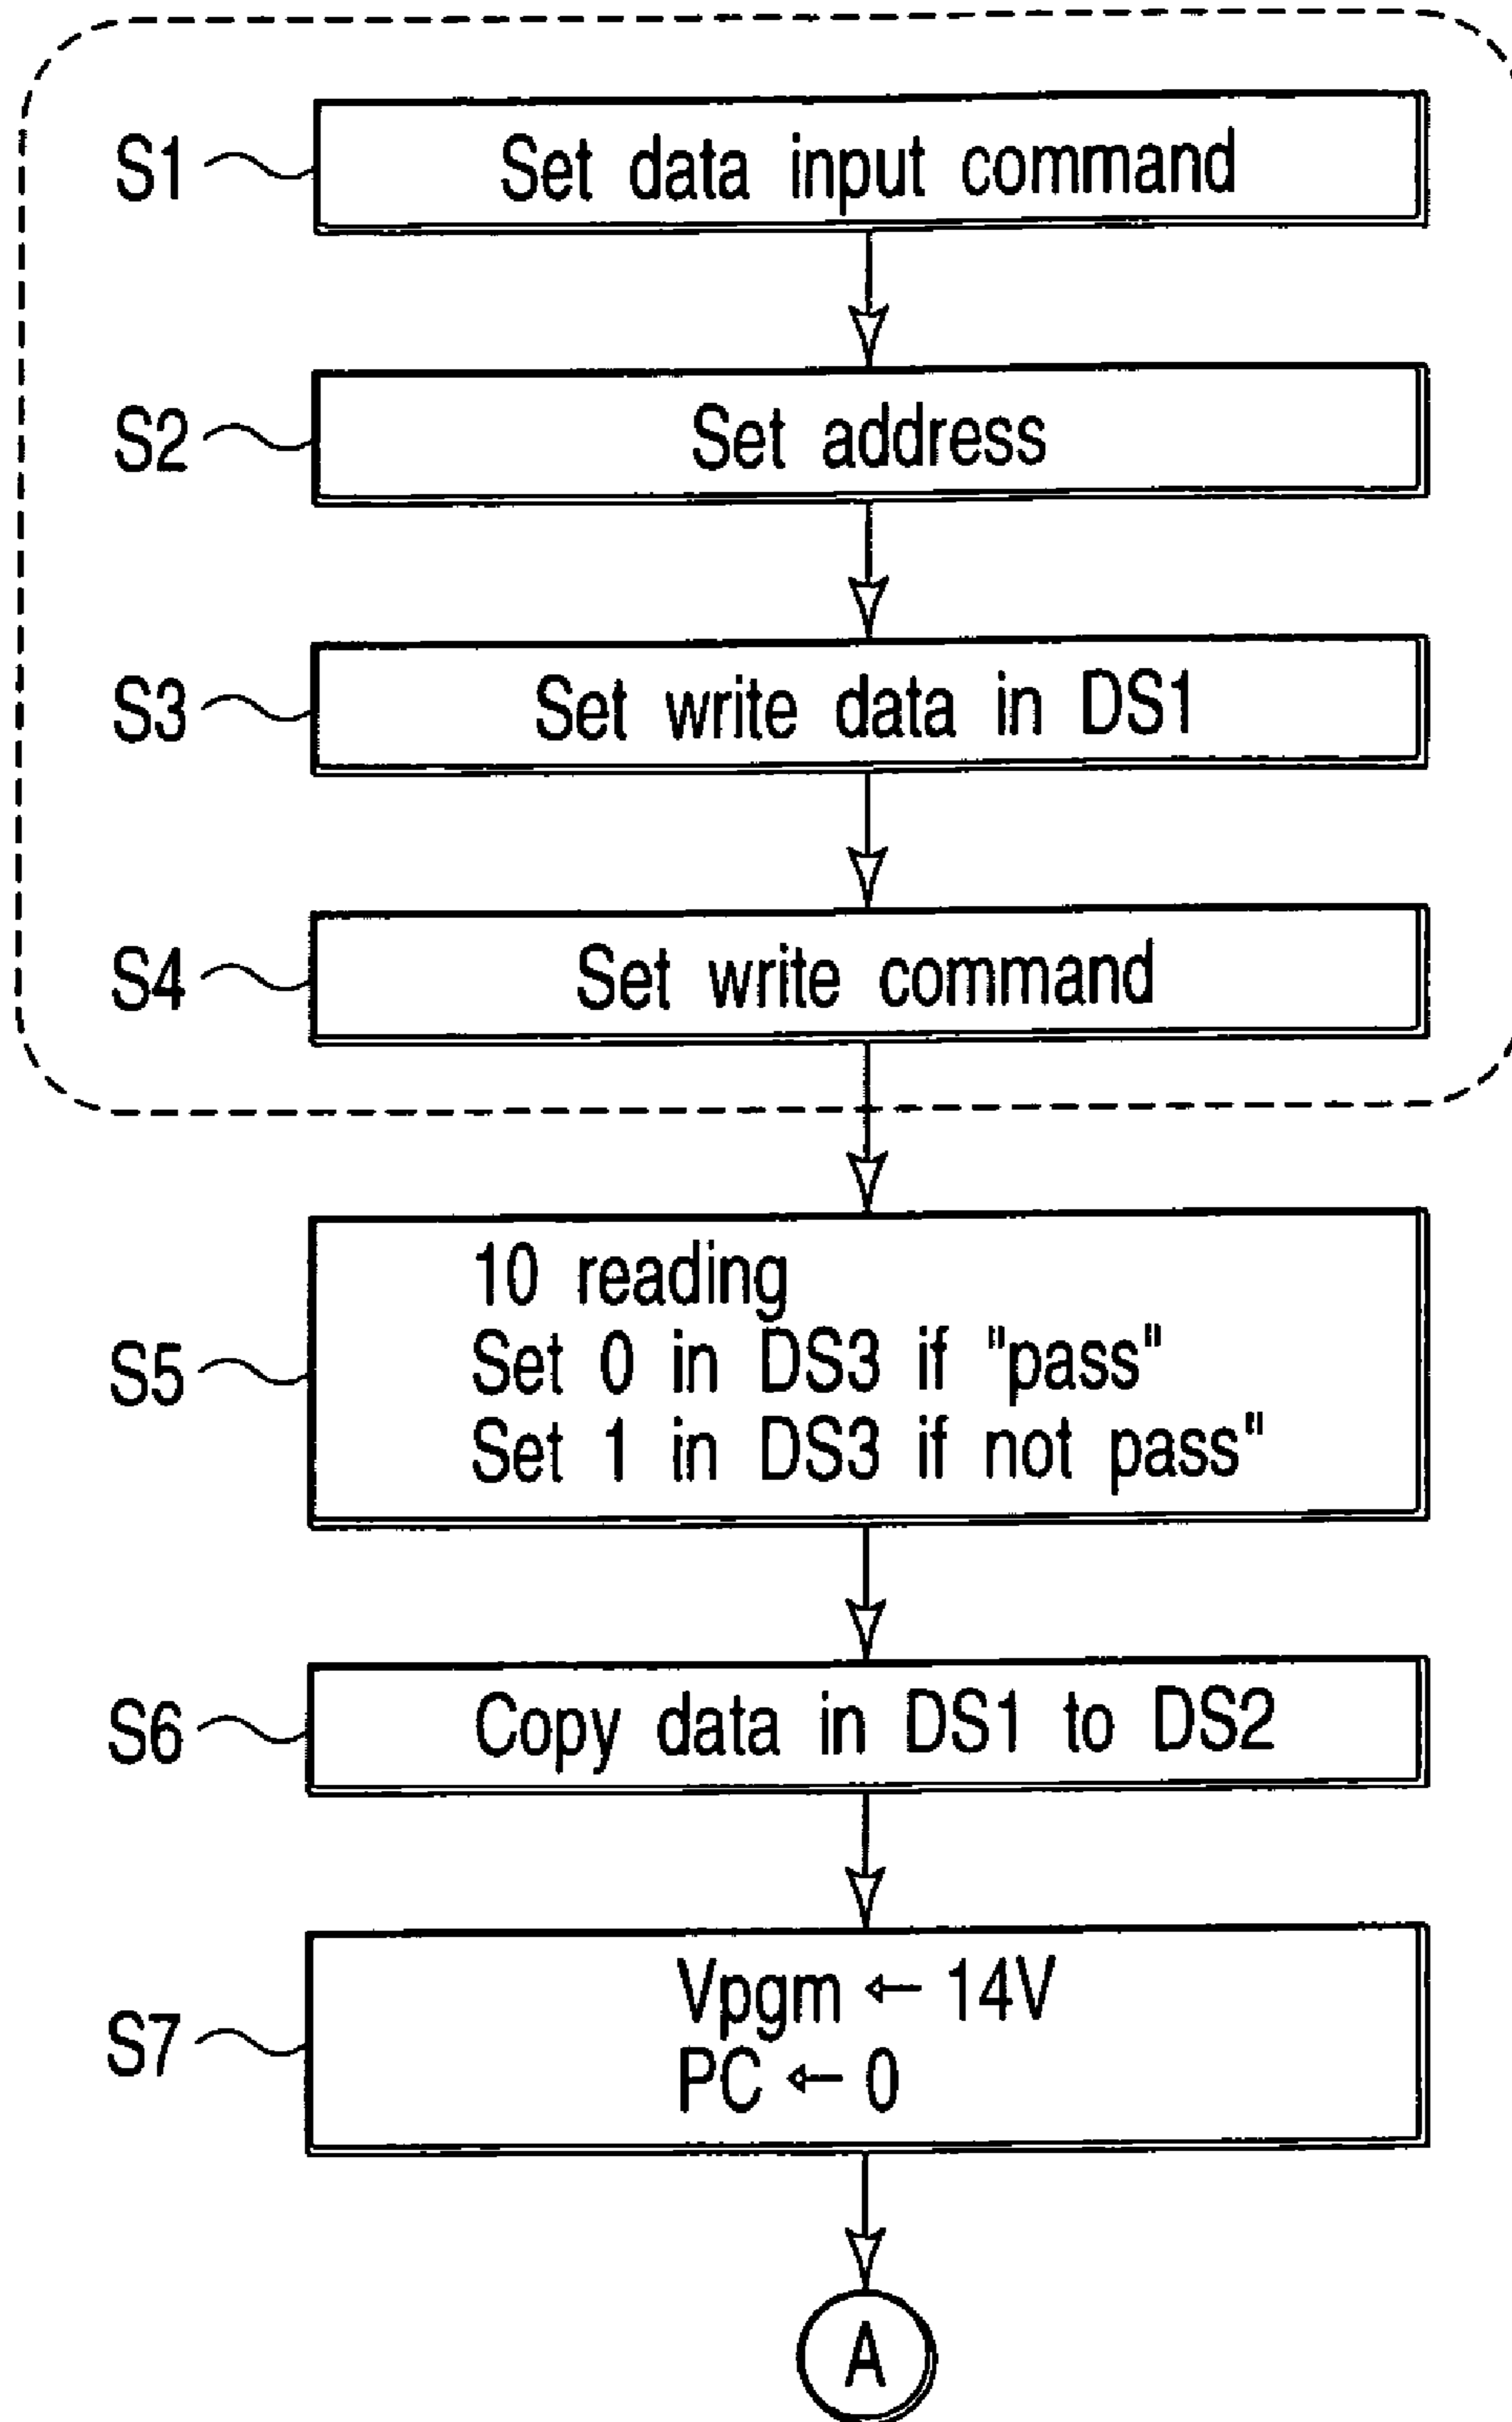 S1 Set data input command
S2 Set address
S3 Set write data in DS1
S4 Set write command
10 reading
Set 0 in DS3 if "pass"
S5
Set 1 in DS3 if not pass"
S6 Copy data in DS1 to DS2
Vpgm ← 14V
S7
PC ← 0
A